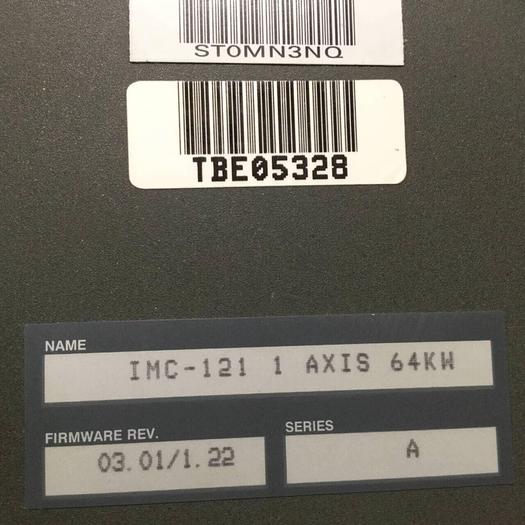 ST0MN3NQ
TBE05328
NAME
IMC-121 1 AXIS 64KW
FIRMWARE REV.
03.01/1.22
SERIES
A